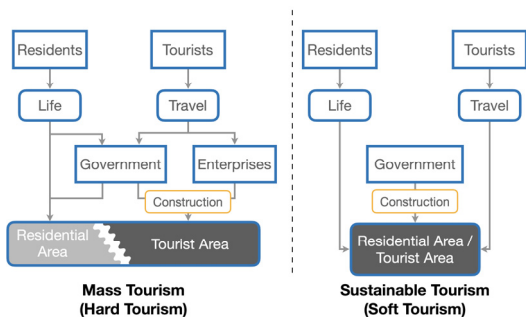 Residents
Tourists
Life
Travel
Government
Enterprises
Construction
Residential
Area
Tourist Area
Mass Tourism
(Hard Tourism)
Residents
Tourists
Life
Travel
Government
Construction
Residential Area /
Tourist Area
Sustainable Tourism
(Soft Tourism)